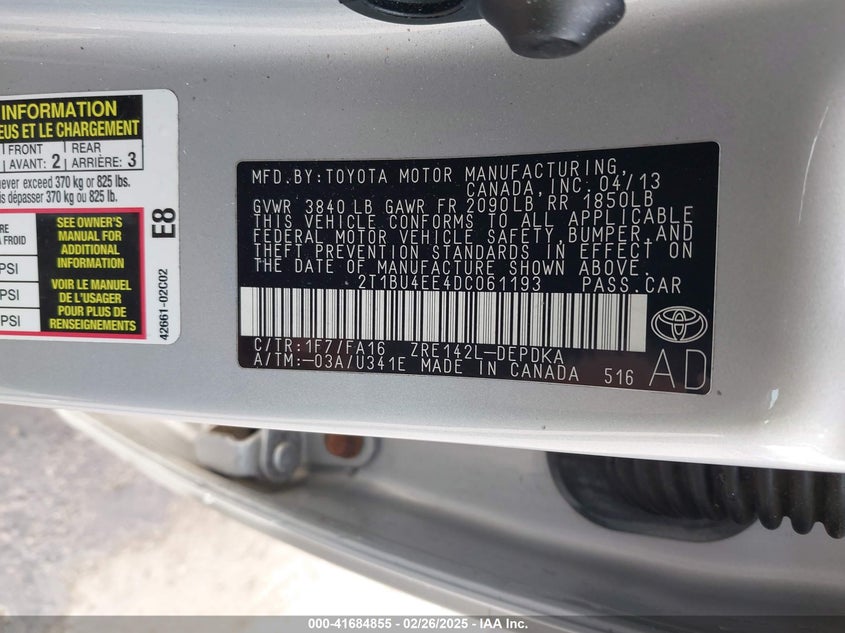 INFORMATION
EUS ET LE CHARGEMENT
FRONT
AVANT: 2
REAR
ARRIÈRE: 3
never exceed 370 kg or 825 lbs.
is dépasser 370 kg ou 825 lb.
A FROID
PSI
PSI
SEE OWNER'S
MANUAL FOR
ADDITIONAL
INFORMATION
VOIR LE MANUEL
DE L'USAGER
POUR PLUS DE
RENSEIGNEMENTS
E8
42661-02C02
MFD.BY:TOYOTA MOTOR MANUFACTURING,
CANADA, INC. 04/13
GVWR 3840 LB GAWR FR 2090LB, RR 1850LB
THIS VEHICLE CONFORMS TO ALL APPLICABLE
FEDERAL MOTOR VEHICLE SAFETY, BUMPER, AND
THEFT PREVENTION STANDARDS IN EFFECT ON
THE DATE OF MANUFACTURE SHOWN ABOVE.
2T1BU4EE4DC061193 PASS.CAR
C/TR:1F7/FA16 ZRE142L-DEPDKA
A/TM:-03A/U341E MADE IN CANADA 516
AD
000-41684855 - 02/26/2025 - IAA Inc.